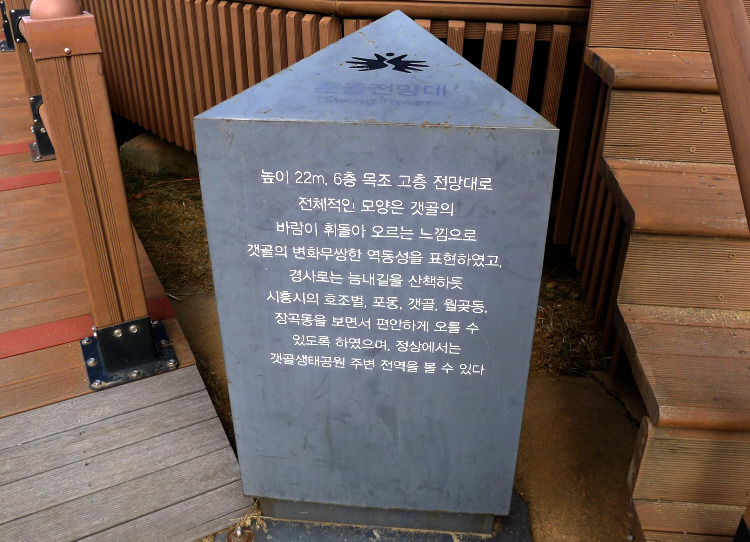 흔들전망대
Swing Tower
높이 22m, 6층 목조 고층 전망대로
전체적인 모양은 갯골의
바람이 휘돌아 오르는 느낌으로
갯골의 변화무쌍한 역동성을 표현하였고,
경사로는 늠내길을 산책하듯
시흥시의 호조벌, 포동, 갯골, 월곶동,
장곡동을 보면서 편안하게 오를 수
있도록 하였으며, 정상에서는
갯골생태공원 주변 전역을 볼 수 있다